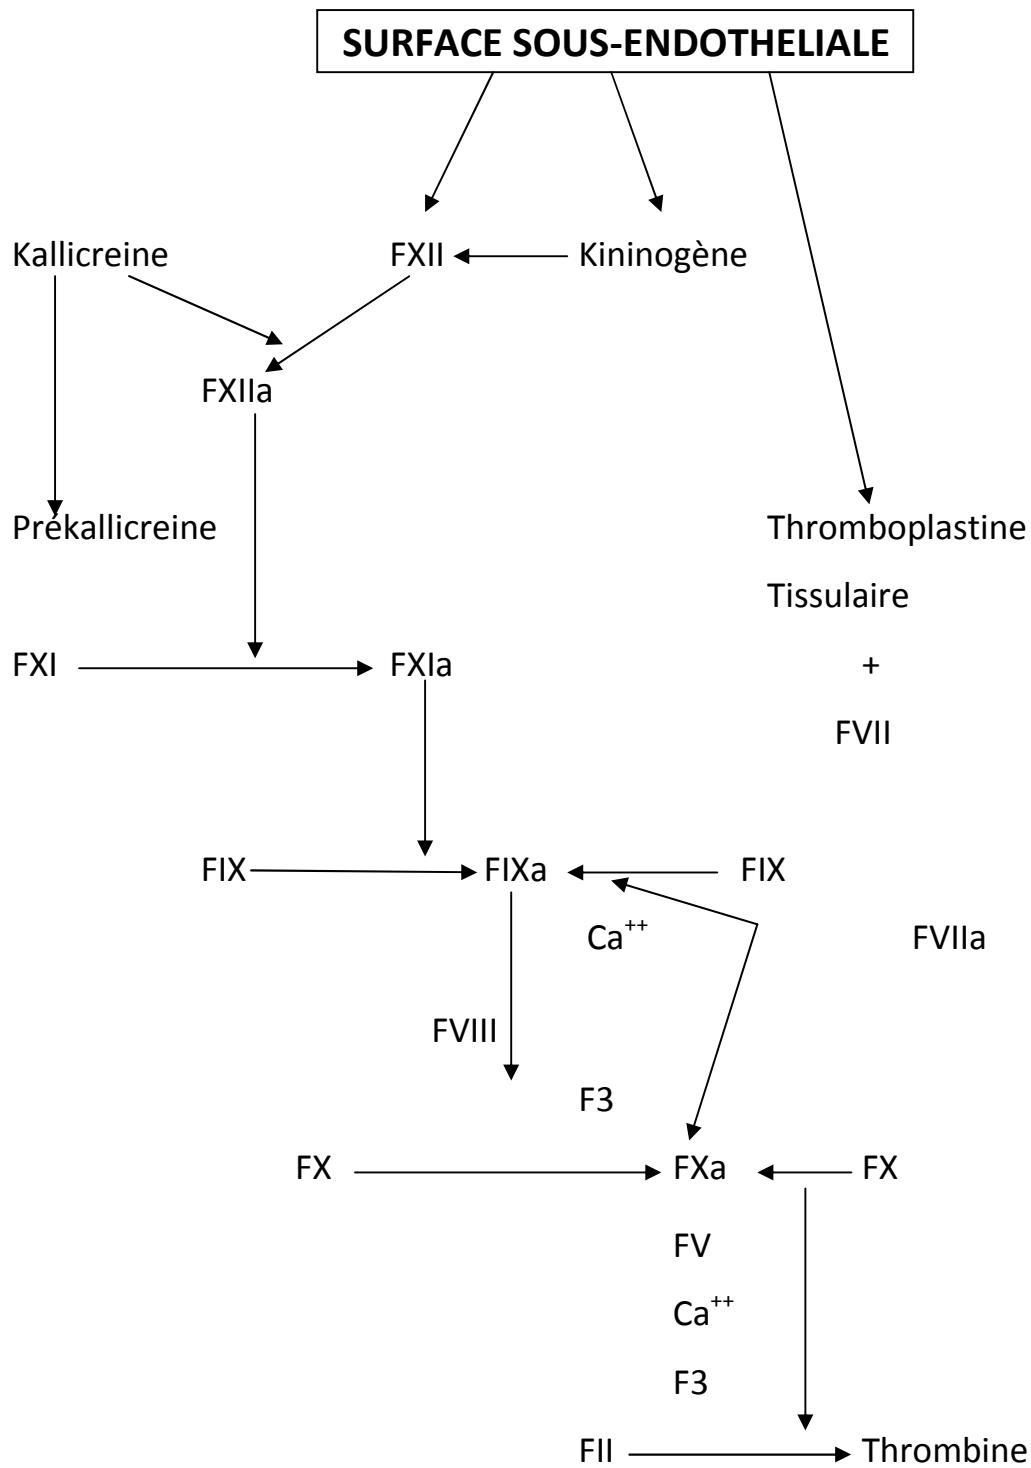 SURFACE SOUS-ENDOTHELIALE
Kallicreine FXII Kininogène
FXIIa
Prékallicreine Thromboplastine
Tissulaire
FXI FXIa +
FVII
FIX FIXa FIX
Ca⁺⁺ FVIIa
FVIII
F3
FX FXa FX
FV
Ca⁺⁺
F3
FII Thrombine